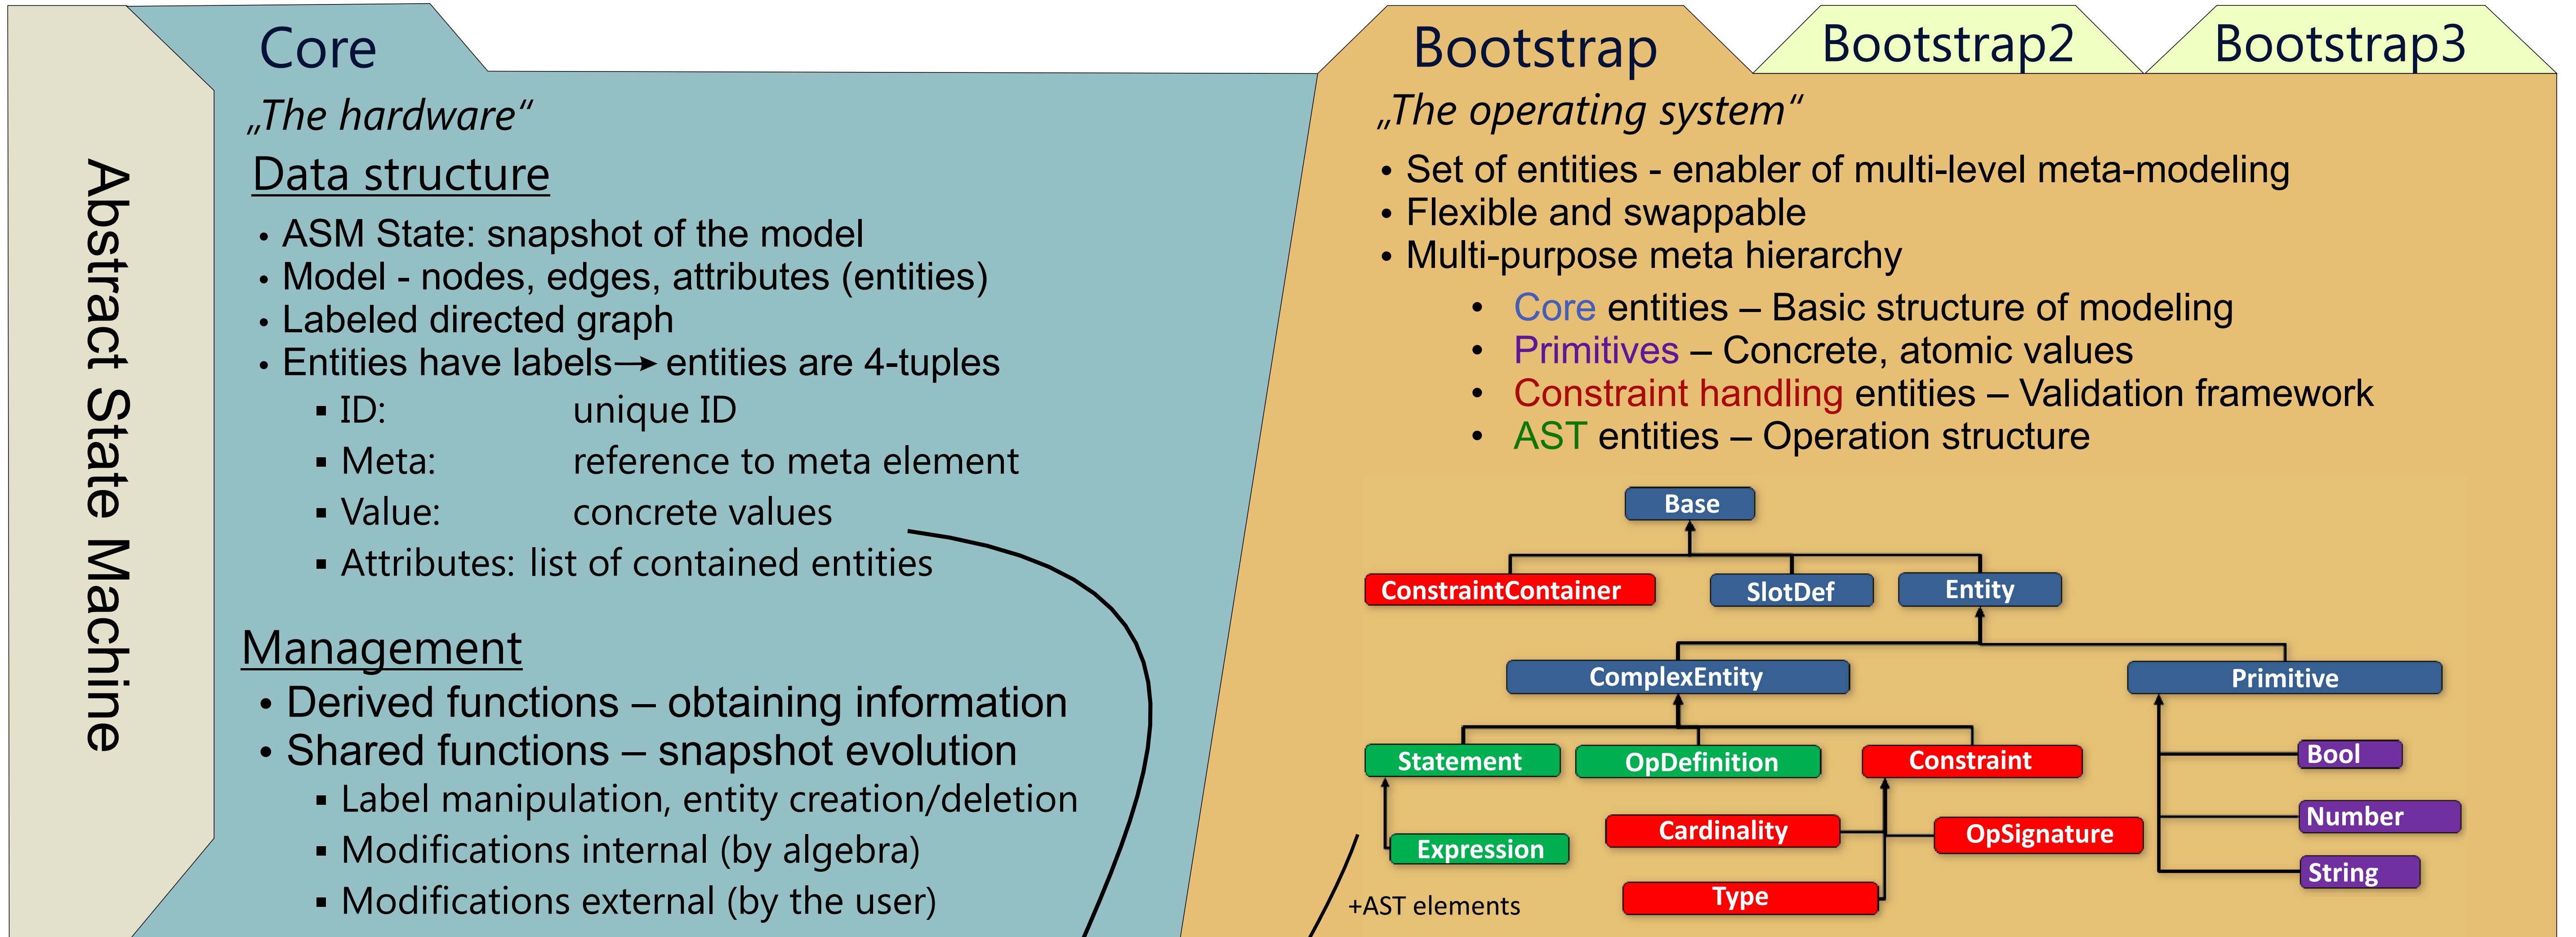 Abstract State Machine
Core
„The hardware“
Data structure
• ASM State: snapshot of the model
• Model - nodes, edges, attributes (entities)
• Labeled directed graph
• Entities have labels→ entities are 4-tuples
▪ ID: unique ID
▪ Meta: reference to meta element
▪ Value: concrete values
▪ Attributes: list of contained entities
Management
• Derived functions – obtaining information
• Shared functions – snapshot evolution
▪ Label manipulation, entity creation/deletion
▪ Modifications internal (by algebra)
▪ Modifications external (by the user)
Bootstrap
Bootstrap2
Bootstrap3
„The operating system“
• Set of entities - enabler of multi-level meta-modeling
• Flexible and swappable
• Multi-purpose meta hierarchy
• Core entities – Basic structure of modeling
• Primitives – Concrete, atomic values
• Constraint handling entities – Validation framework
• AST entities – Operation structure
Base
ConstraintContainer
SlotDef
Entity
ComplexEntity
Primitive
Statement
OpDefinition
Constraint
Bool
Cardinality
OpSignature
Number
Expression
String
Type
+AST elements